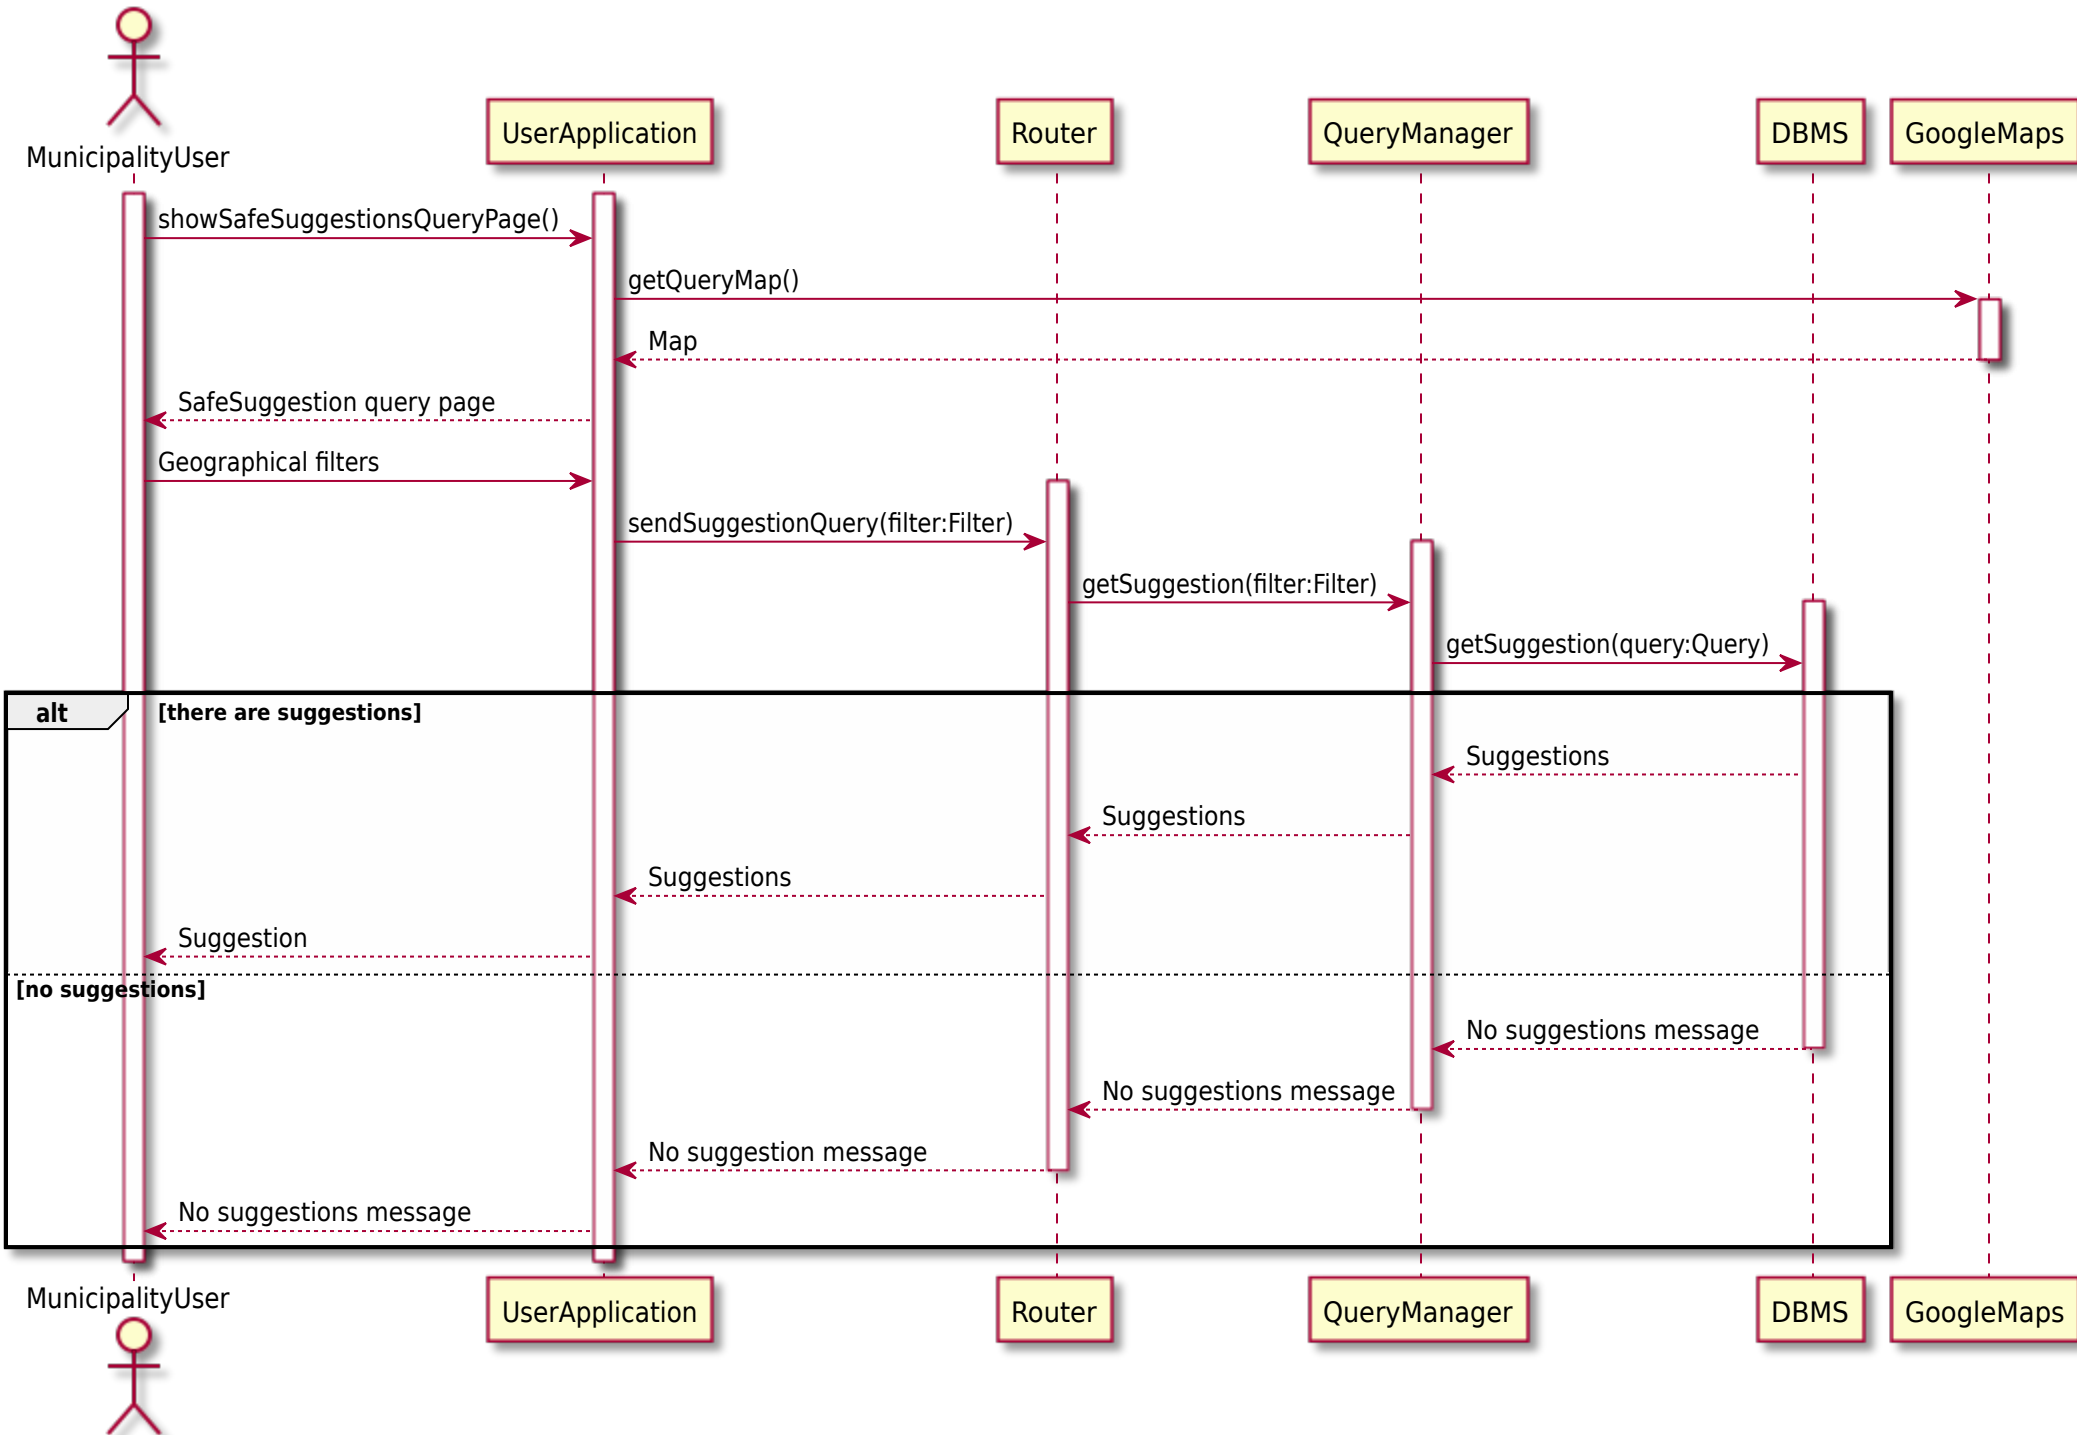 MunicipalityUser
UserApplication
Router
QueryManager
DBMS
GoogleMaps
showSafeSuggestionsQueryPage()
getQueryMap()
Map
SafeSuggestion query page
Geographical filters
sendSuggestionQuery(filter:Filter)
getSuggestion(filter:Filter)
getSuggestion(query:Query)
alt
[there are suggestions]
Suggestions
Suggestions
Suggestions
Suggestion
[no suggestions]
No suggestions message
No suggestions message
No suggestion message
No suggestions message
MunicipalityUser
UserApplication
Router
QueryManager
DBMS
GoogleMaps